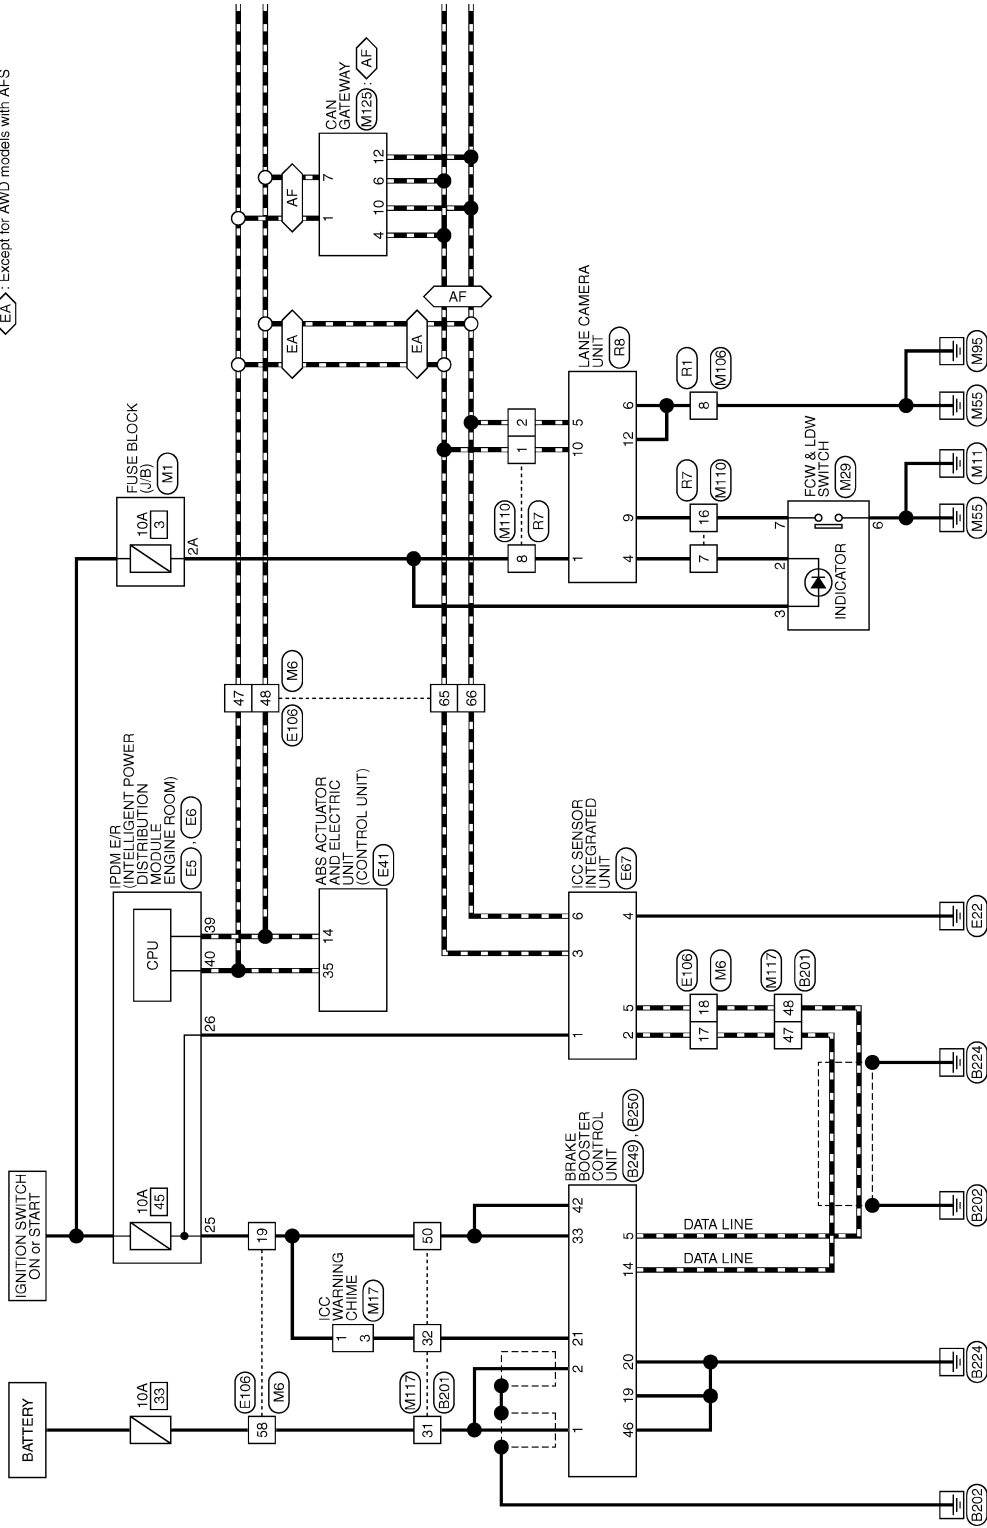 EA : Except for AWD models with AFS
BATTERY
IGNITION SWITCH
ON or START
10A
33
10A
45
IPDM E/R
(INTELLIGENT POWER
DISTRIBUTION
MODULE
ENGINE ROOM)
E5 , E6
CPU
25
26
40
39
FUSE BLOCK
(J/B)
M1
10A
3
2A
E106
M6
58
19
47
48
M6
E106
65
66
ABS ACTUATOR
AND ELECTRIC
UNIT
(CONTROL UNIT)
E41
35
14
EA
EA
AF
AF
CAN
GATEWAY
M125 : AF
1
7
4
10
6
12
ICC
WARNING
CHIME
M17
1
3
M117
B201
31
32
50
BRAKE
BOOSTER
CONTROL
UNIT
B249 , B250
1
2
21
33
42
46
19
20
14
5
DATA LINE
DATA LINE
ICC SENSOR
INTEGRATED
UNIT
E67
1
3
6
2
5
4
E106
M6
17
18
M117
B201
47
48
M110
R7
8
1
2
LANE CAMERA
UNIT
R8
1
10
5
4
9
12
6
R7
M110
7
16
R1
M106
8
FCW & LDW
SWITCH
M29
3
2
7
6
INDICATOR
B202
B224
B202
B224
E22
M55
M11
M55
M95